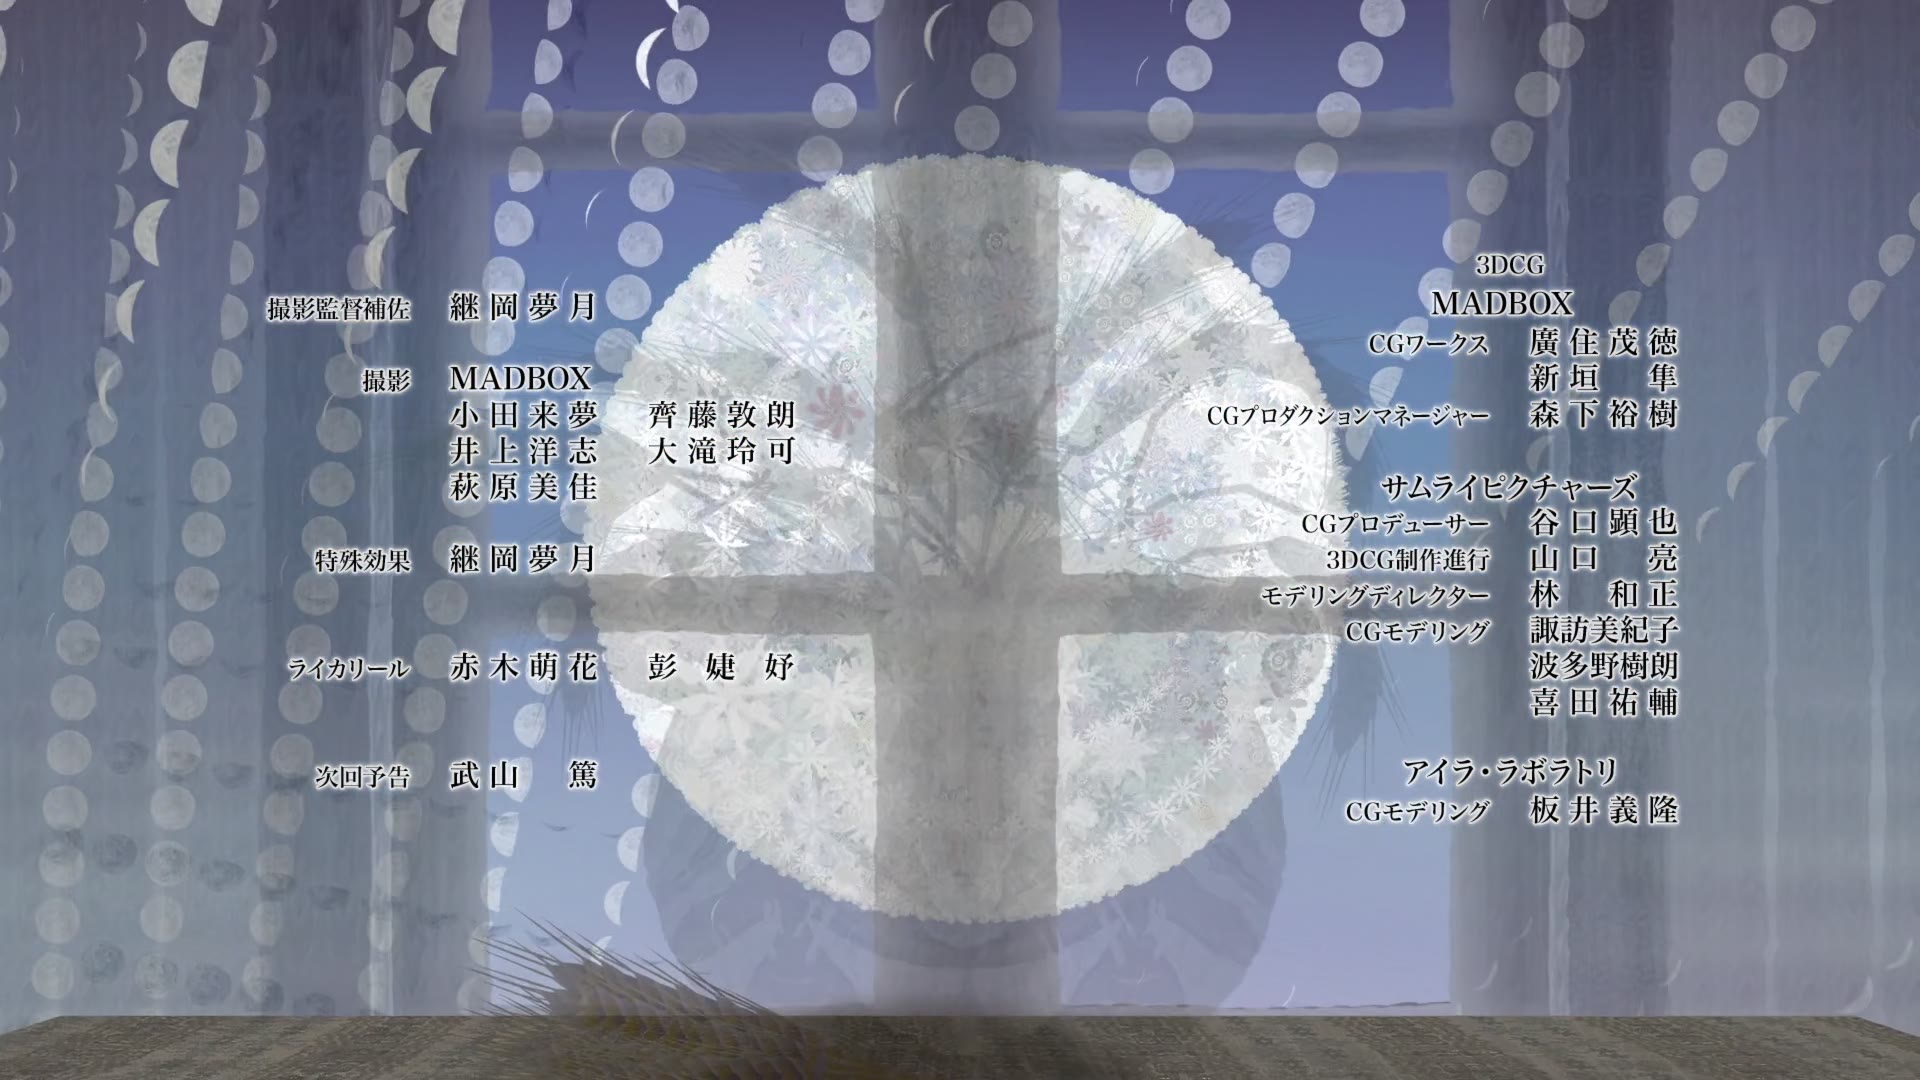 撮影監督補佐 継岡夢月
撮影 MADBOX
小田来夢 齊藤敦朗
井上洋志 大滝玲可
萩原美佳
特殊効果 継岡夢月
ライカリール 赤木萌花 彭婕妤
次回予告 武山篤
3DCG
MADBOX
CGワークス 廣住茂徳
新垣隼
CGプロダクションマネージャー 森下裕樹
サムライピクチャーズ
CGプロデューサー 谷口顕也
3DCG制作進行 山口亮
モデリングディレクター 林和正
CGモデリング 諏訪美紀子
波多野樹朗
喜田祐輔
アイラ・ラボラトリ
CGモデリング 板井義隆